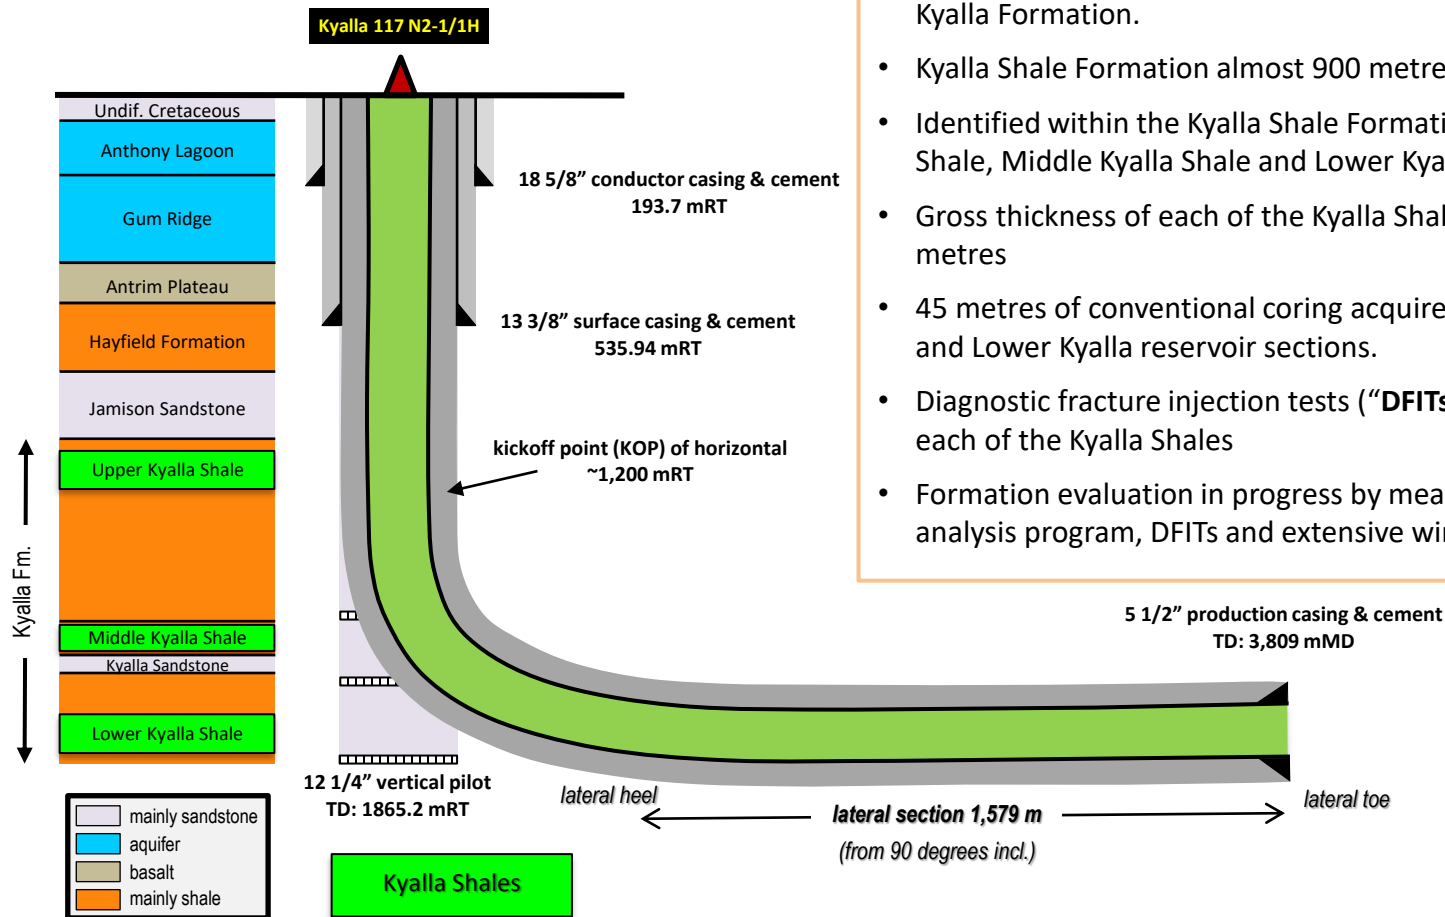 Kyalla 117 N2-1/1H
Undif. Cretaceous
Anthony Lagoon
Gum Ridge
Antrim Plateau
Hayfield Formation
Jamison Sandstone
Upper Kyalla Shale
Middle Kyalla Shale
Kyalla Sandstone
Lower Kyalla Shale
Kyalla Fm.
mainly sandstone
aquifer
basalt
mainly shale
18 5/8” conductor casing & cement
193.7 mRT
13 3/8” surface casing & cement
535.94 mRT
kickoff point (KOP) of horizontal
~1,200 mRT
12 1/4” vertical pilot
TD: 1865.2 mRT
Kyalla Shales
lateral heel
lateral section 1,579 m
(from 90 degrees incl.)
lateral toe
5 1/2” production casing & cement
TD: 3,809 mMD
Kyalla Formation.
• Kyalla Shale Formation almost 900 metre
• Identified within the Kyalla Shale Formati
Shale, Middle Kyalla Shale and Lower Kya
• Gross thickness of each of the Kyalla Shal
metres
• 45 metres of conventional coring acquire
and Lower Kyalla reservoir sections.
• Diagnostic fracture injection tests (“DFITs
each of the Kyalla Shales
• Formation evaluation in progress by mea
analysis program, DFITs and extensive wir